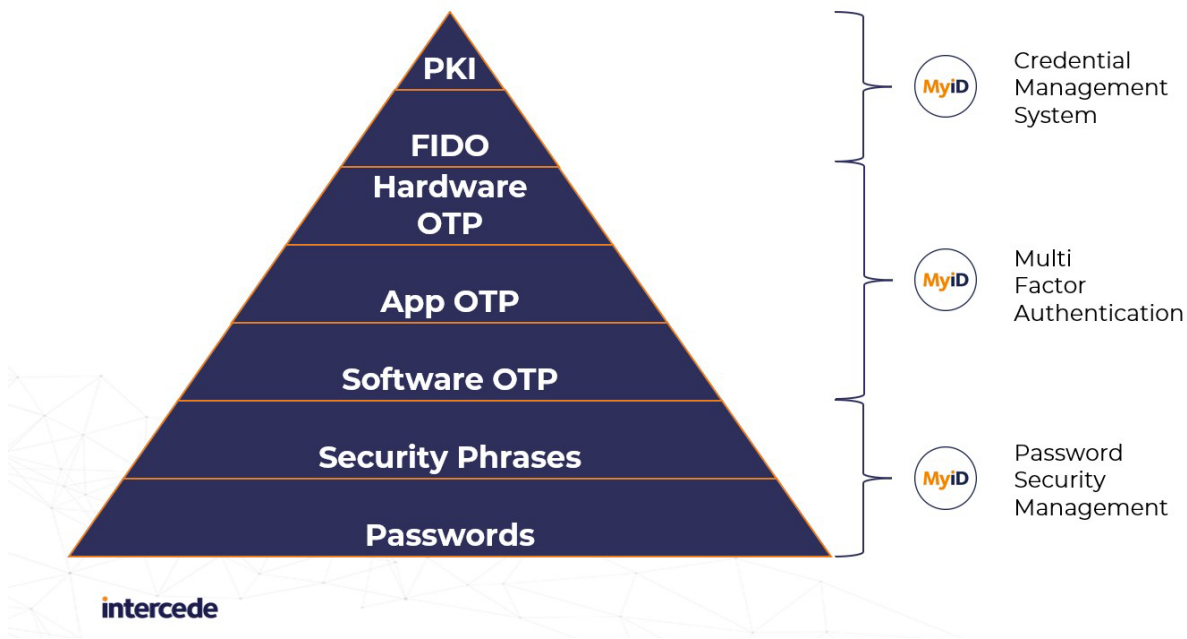 PKI
FIDO
Hardware
OTP
App OTP
Software OTP
Security Phrases
Passwords
MyiD
Credential
Management
System
MyiD
Multi
Factor
Authentication
MyiD
Password
Security
Management
intercede